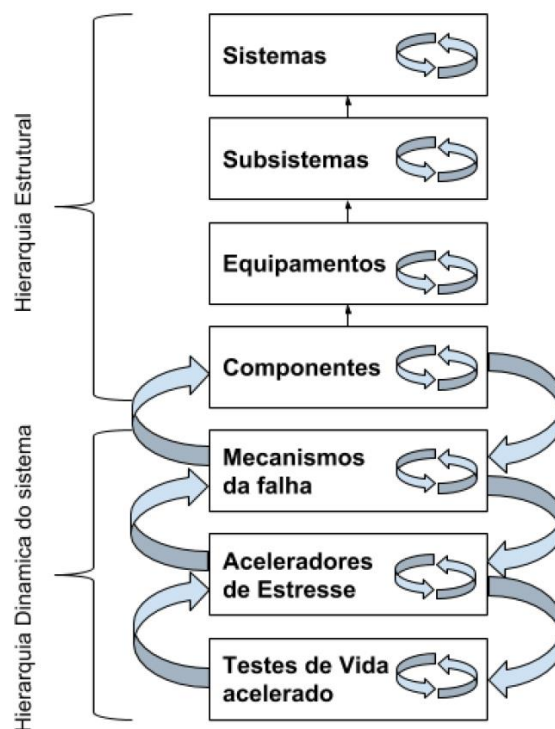 Hierarquia Estrutural
Sistemas
Subsistemas
Equipamentos
Componentes
Hierarquia Dinamica do sistema
Mecanismos
da falha
Aceleradores
de Estresse
Testes de Vida
acelerado